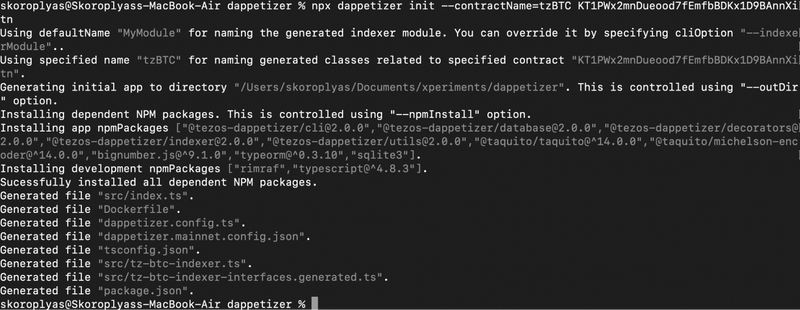 skoroplyas@Skoroplyass-MacBook-Air dappetizer % npx dappetizer init --contractName=tzBTC KT1PWx2mnDueood7fEmfbBDKx1D9BAnnXi
tn
Using defaultName "MyModule" for naming the generated indexer module. You can override it by specifying cliOption "--indexe
rModule"..
Using specified name "tzBTC" for naming generated classes related to specified contract "KT1PWx2mnDueood7fEmfbBDKx1D9BAnnXi
tn".
Generating initial app to directory "/Users/skoroplyas/Documents/xperiments/dappetizer". This is controlled using "--outDir
" option.
Installing dependent NPM packages. This is controlled using "--npmInstall" option.
Installing app npmPackages ["@tezos-dappetizer/cli@2.0.0","@tezos-dappetizer/database@2.0.0","@tezos-dappetizer/decorators@
2.0.0","@tezos-dappetizer/indexer@2.0.0","@tezos-dappetizer/utils@2.0.0","@taquito/taquito@^14.0.0","@taquito/michelson-enc
oder@^14.0.0","bignumber.js@^9.1.0","typeorm@^0.3.10","sqlite3"].
Installing development npmPackages ["rimraf","typescript@^4.8.3"].
Sucessfully installed all dependent NPM packages.
Generated file "src/index.ts".
Generated file "Dockerfile".
Generated file "dappetizer.config.ts".
Generated file "dappetizer.mainnet.config.json".
Generated file "tsconfig.json".
Generated file "src/tz-btc-indexer.ts".
Generated file "src/tz-btc-indexer-interfaces.generated.ts".
Generated file "package.json".
skoroplyas@Skoroplyass-MacBook-Air dappetizer %